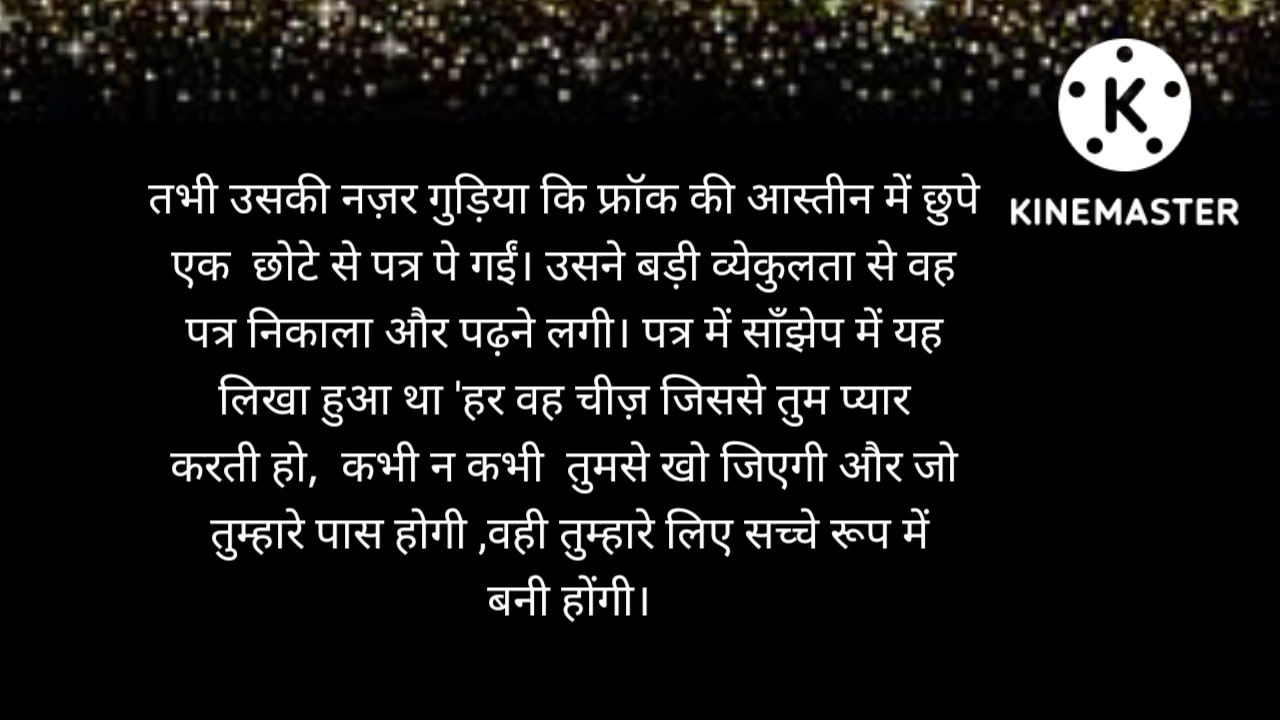 तभी उसकी नज़र गुड़िया कि फ्रॉक की आस्तीन में छुपे
एक छोटे से पत्र पे गईं। उसने बड़ी व्येकुलता से वह
पत्र निकाला और पढ़ने लगी। पत्र में साँझेप में यह
लिखा हुआ था 'हर वह चीज़ जिससे तुम प्यार
करती हो, कभी न कभी तुमसे खो जिएगी और जो
तुम्हारे पास होगी ,वही तुम्हारे लिए सच्चे रूप में
बनी होंगी।
K
KINEMASTER